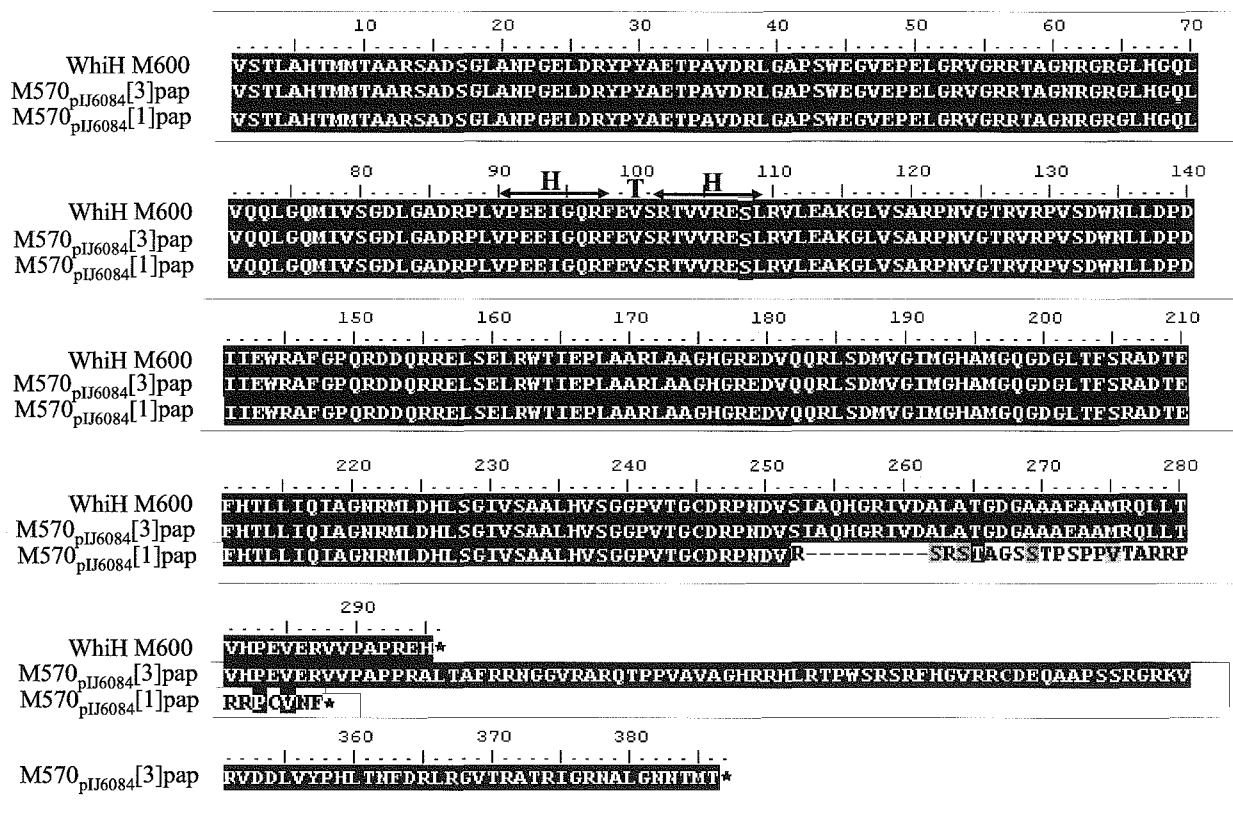 10 20 30 40 50 60 70
WhiH M600 VSTLAHTMMTAARSADSGLANPGELDRYPYAETPAVDRLGAPSWEGVEPELGRVGRRTAGNRGRGLHGQL
M570pIJ6084[3]pap VSTLAHTMMTAARSADSGLANPGELDRYPYAETPAVDRLGAPSWEGVEPELGRVGRRTAGNRGRGLHGQL
M570pIJ6084[1]pap VSTLAHTMMTAARSADSGLANPGELDRYPYAETPAVDRLGAPSWEGVEPELGRVGRRTAGNRGRGLHGQL
80 90 100 110 120 130 140
H T H
WhiH M600 VQQLGQMIVSGDLGADRPLVPEEIGQRFEVSRTVVRESLRVLEAKGLVSARPNVGTRVRPVSDWNLLDPD
M570pIJ6084[3]pap VQQLGQMIVSGDLGADRPLVPEEIGQRFEVSRTVVRESLRVLEAKGLVSARPNVGTRVRPVSDWNLLDPD
M570pIJ6084[1]pap VQQLGQMIVSGDLGADRPLVPEEIGQRFEVSRTVVRESLRVLEAKGLVSARPNVGTRVRPVSDWNLLDPD
150 160 170 180 190 200 210
WhiH M600 IIEWRAFGPQRDDQRRELSELRWTIEPLAARLAAGHGREDVQQRLSDMVGIMGHAMGQGDGLTFSRADTE
M570pIJ6084[3]pap IIEWRAFGPQRDDQRRELSELRWTIEPLAARLAAGHGREDVQQRLSDMVGIMGHAMGQGDGLTFSRADTE
M570pIJ6084[1]pap IIEWRAFGPQRDDQRRELSELRWTIEPLAARLAAGHGREDVQQRLSDMVGIMGHAMGQGDGLTFSRADTE
220 230 240 250 260 270 280
WhiH M600 FHTLLIQIAGNRMLDHLSGIVSAALHVSGGPVTGCDRPNDVSIAQHGRIVDALATGDGAAAEAAMRQLLT
M570pIJ6084[3]pap FHTLLIQIAGNRMLDHLSGIVSAALHVSGGPVTGCDRPNDVSIAQHGRIVDALATGDGAAAEAAMRQLLT
M570pIJ6084[1]pap FHTLLIQIAGNRMLDHLSGIVSAALHVSGGPVTGCDRPNDVR---------SRSTAGSSTPSPPVTARRP
290
WhiH M600 VHPEVERVVPAPREH*
M570pIJ6084[3]pap VHPEVERVVPAPPRALTAFRRNGGVRARQTPPVAVAGHRRHLRTPWSRSRFHGVRRCDEQAAPSSRGRKV
M570pIJ6084[1]pap RRPCVNF*
360 370 380
M570pIJ6084[3]pap RVDDLVYPHLTNFDRLRGVTRATRIGRNALGNNTMT*